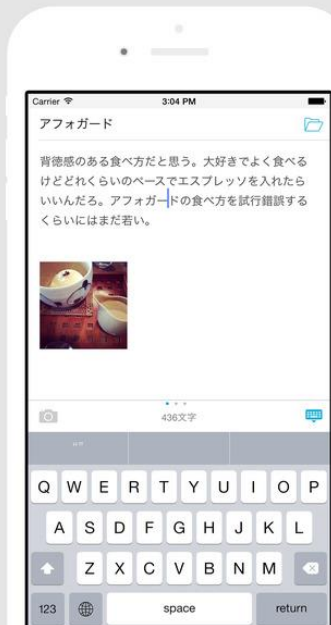 Carrier 3:04 PM
アフォガード
背徳感のある食べ方だと思う。大好きでよく食べる
けどどれくらいのペースでエスプレッソを入れたら
いいんだろ。アフォガードの食べ方を試行錯誤する
くらいにはまだ若い。
436文字
“”
Q W E R T Y U I O P
A S D F G H J K L
Z X C V B N M
123 space return